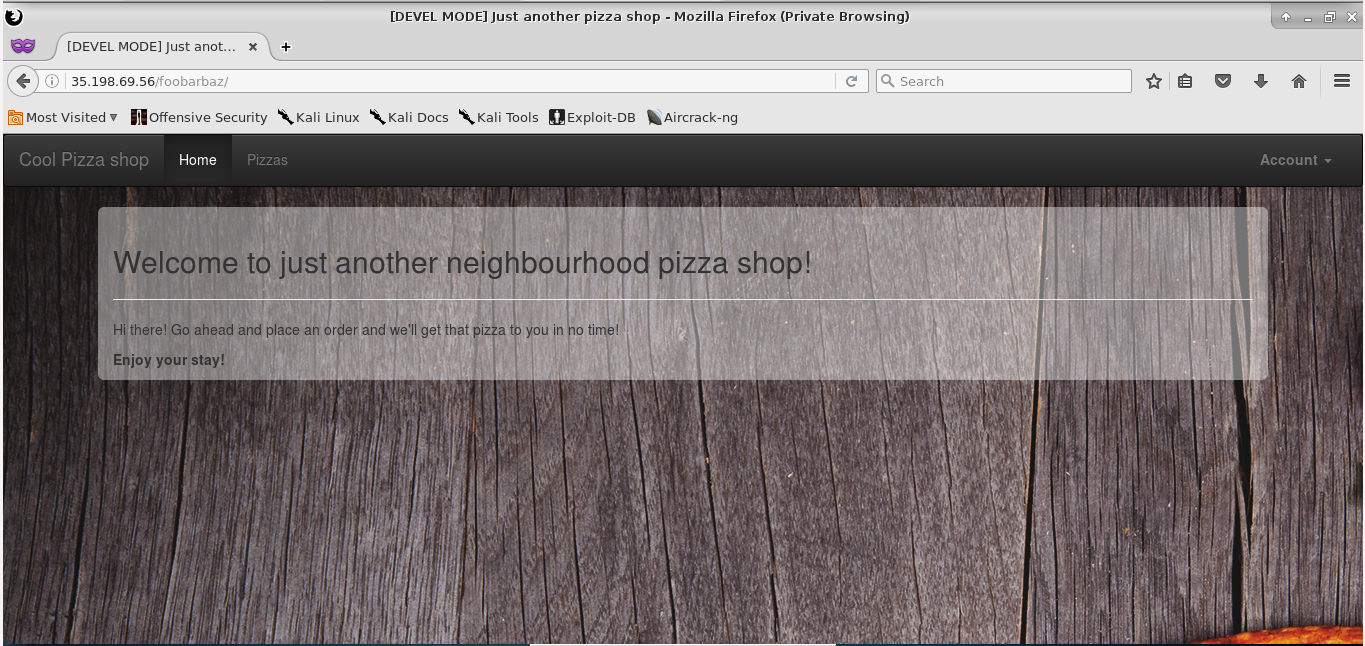 [DEVEL MODE] Just another pizza shop - Mozilla Firefox (Private Browsing)
[DEVEL MODE] Just anot...
35.198.69.56/foobarbaz/ Search
Most Visited Offensive Security Kali Linux Kali Docs Kali Tools Exploit-DB Aircrack-ng
Cool Pizza shop Home Pizzas Account
Welcome to just another neighbourhood pizza shop!
Hi there! Go ahead and place an order and we'll get that pizza to you in no time!
Enjoy your stay!